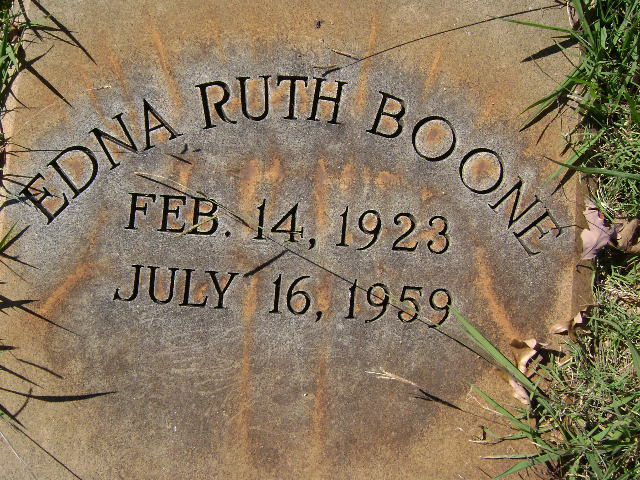 EDNA RUTH BOONE
FEB. 14, 1923
JULY 16, 1959